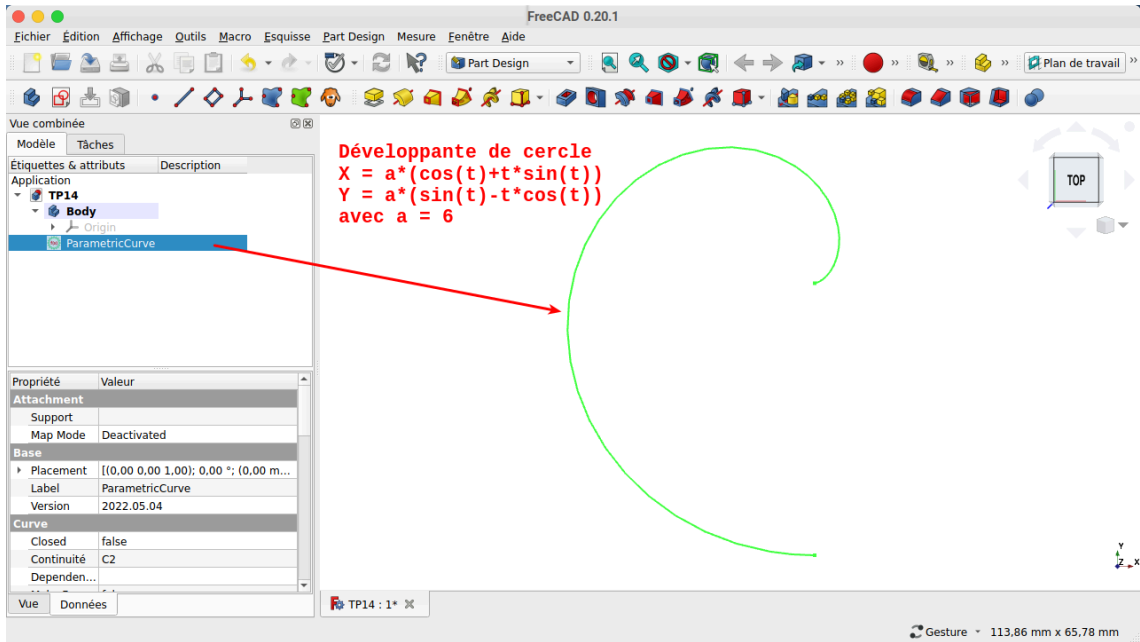 FreeCAD 0.20.1
Fichier Édition Affichage Outils Macro Esquisse Part Design Mesure Fenêtre Aide
Part Design
Plan de travail
Vue combinée
Modèle Tâches
Étiquettes & attributs Description
Application
TP14
Body
Origin
ParametricCurve
Développante de cercle
X = a*(cos(t)+t*sin(t))
Y = a*(sin(t)-t*cos(t))
avec a = 6
TOP
Propriété Valeur
Attachment
Support
Map Mode Deactivated
Base
Placement [(0,00 0,00 1,00); 0,00 °; (0,00 m...
Label ParametricCurve
Version 2022.05.04
Curve
Closed false
Continuité C2
Dependen...
Y
Z X
Vue Données
TP14 : 1*
Gesture 113,86 mm x 65,78 mm